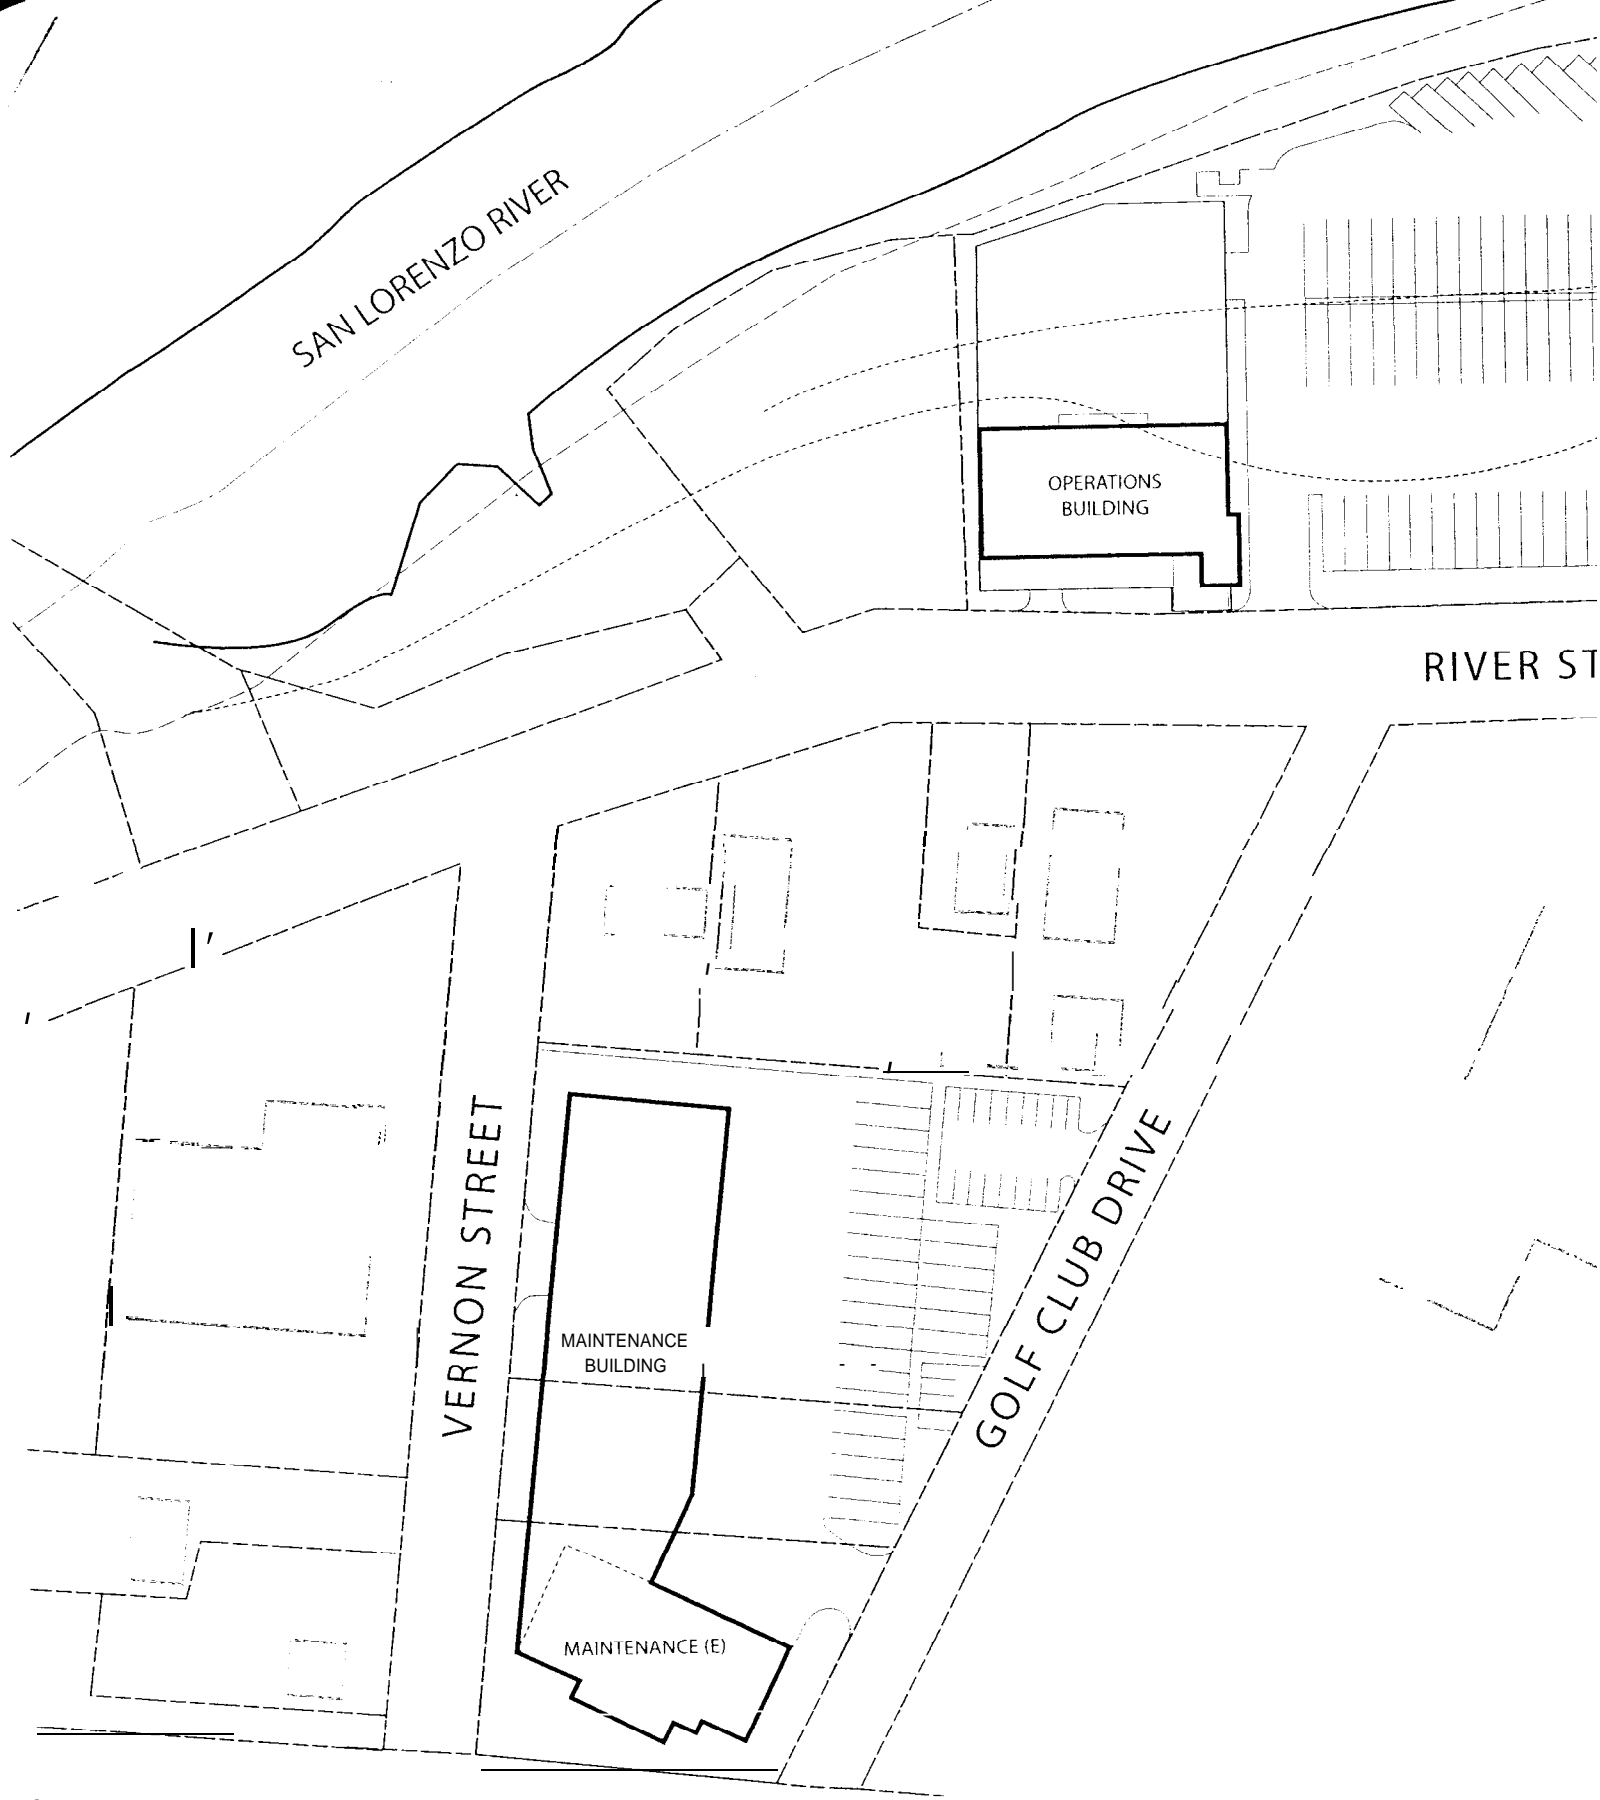 SAN LORENZO RIVER
OPERATIONS
BUILDING
RIVER ST
VERNON STREET
GOLF CLUB DRIVE
MAINTENANCE
BUILDING
MAINTENANCE (E)